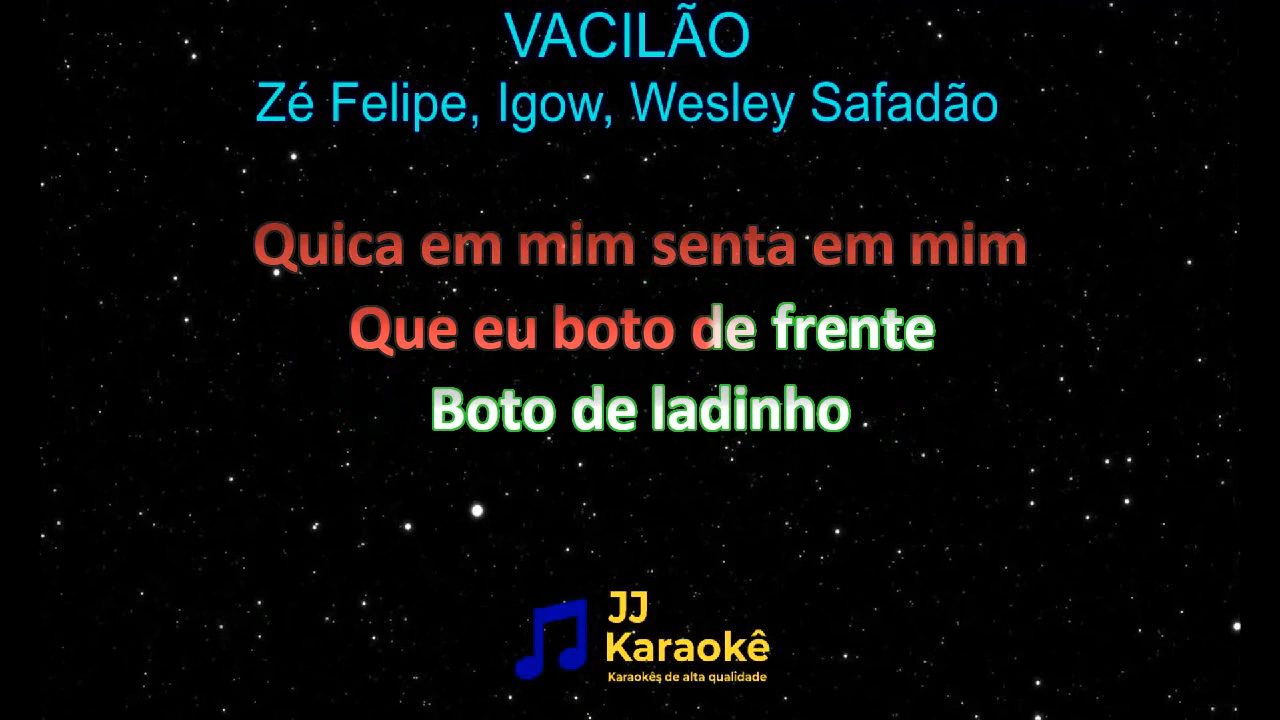 VACILÃO
Zé Felipe, Igow, Wesley Safadão
Quica em mim senta em mim
Que eu boto de frente
Boto de ladinho
JJ
Karaokê
Karaokês de alta qualidade